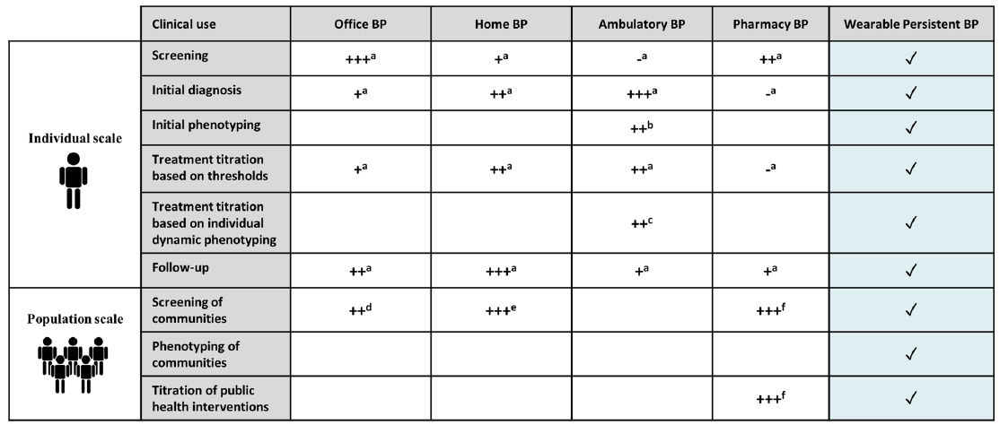 Clinical use Office BP Home BP Ambulatory BP Pharmacy BP Wearable Persistent BP
Individual scale
Screening +++a +a -a ++a ✓
Initial diagnosis +a ++a +++a -a ✓
Initial phenotyping ++b ✓
Treatment titration
based on thresholds +a ++a ++a -a ✓
Treatment titration
based on individual
dynamic phenotyping ++c ✓
Follow-up ++a +++a +a +a ✓
Population scale
Screening of
communities ++d +++e +++f ✓
Phenotyping of
communities ✓
Titration of public
health interventions +++f ✓